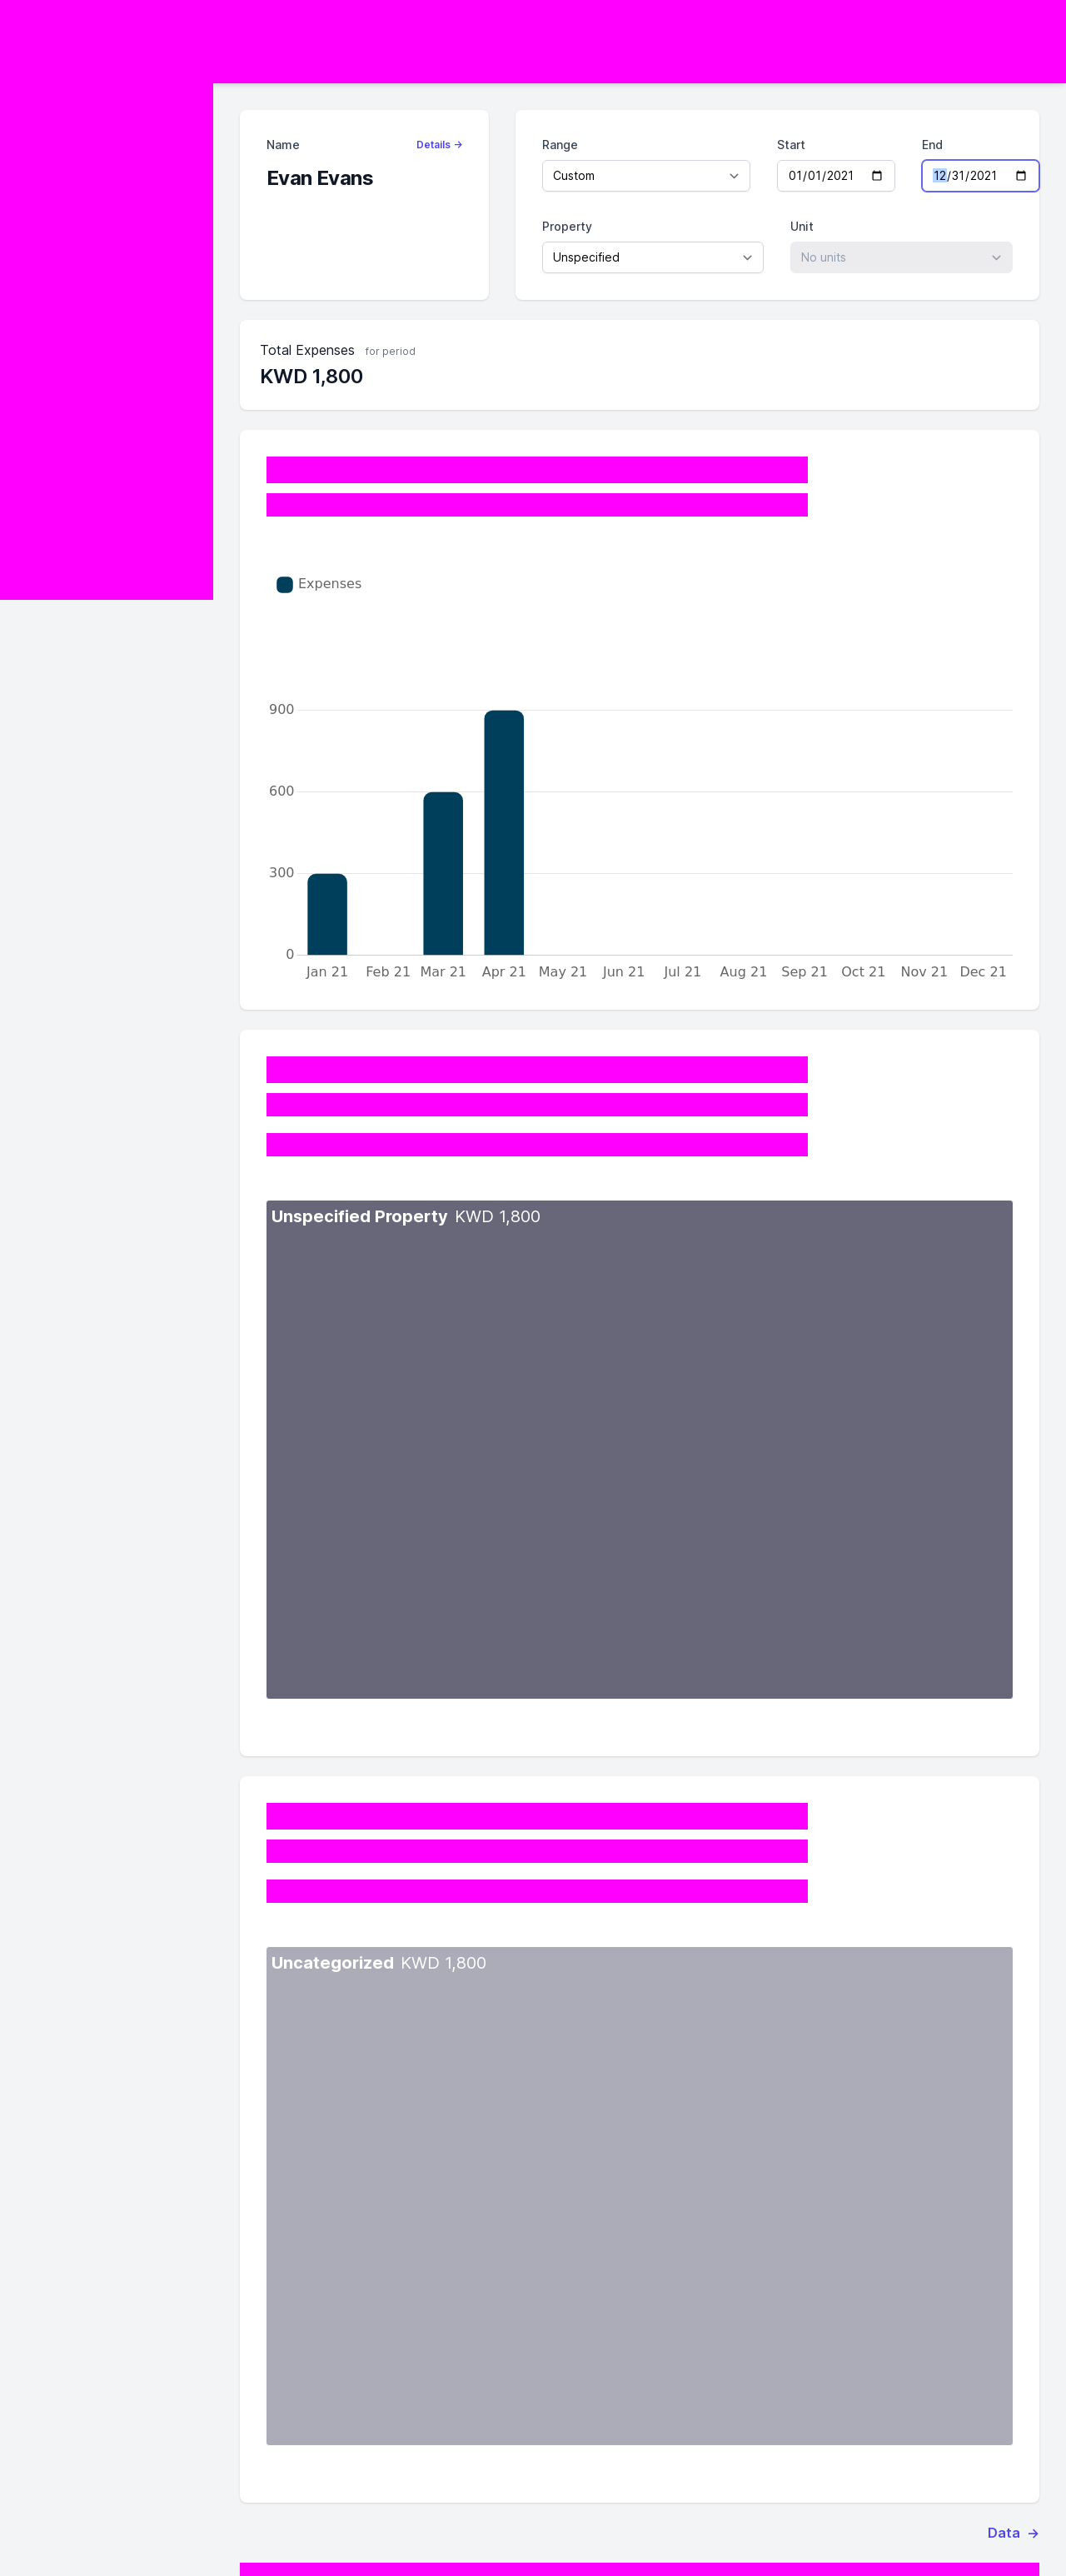 Name Details →
Evan Evans
Range Start End
Custom 01/01/2021 12/31/2021
Property Unit
Unspecified No units
Total Expenses for period
KWD 1,800
Expenses
900
600
300
0
Jan 21 Feb 21 Mar 21 Apr 21 May 21 Jun 21 Jul 21 Aug 21 Sep 21 Oct 21 Nov 21 Dec 21
Unspecified Property KWD 1,800
Uncategorized KWD 1,800
Data →